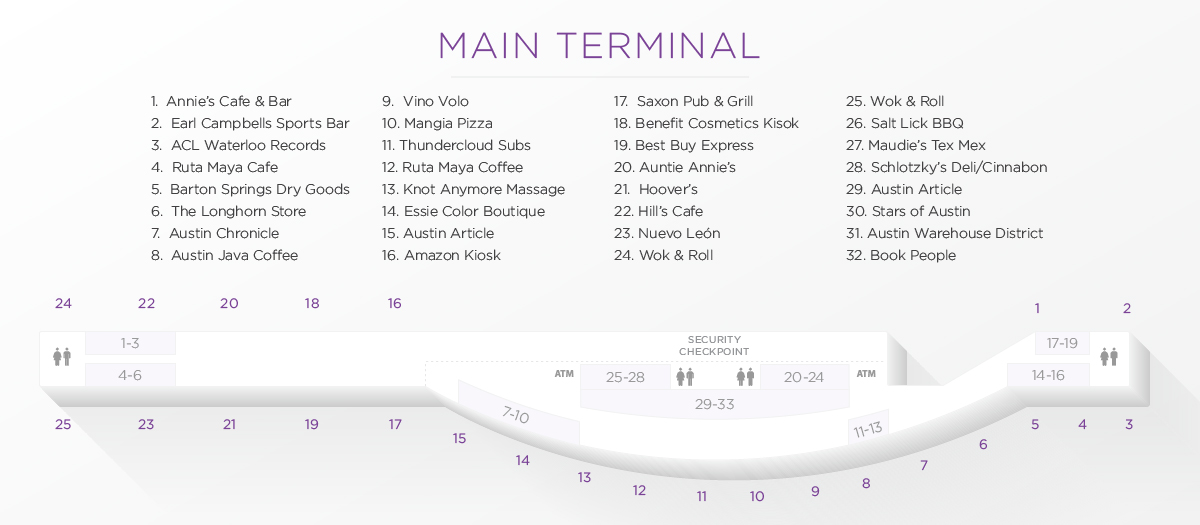 MAIN TERMINAL
1. Annie's Cafe & Bar
2. Earl Campbells Sports Bar
3. ACL Waterloo Records
4. Ruta Maya Cafe
5. Barton Springs Dry Goods
6. The Longhorn Store
7. Austin Chronicle
8. Austin Java Coffee
9. Vino Volo
10. Mangia Pizza
11. Thundercloud Subs
12. Ruta Maya Coffee
13. Knot Anymore Massage
14. Essie Color Boutique
15. Austin Article
16. Amazon Kiosk
17. Saxon Pub & Grill
18. Benefit Cosmetics Kisok
19. Best Buy Express
20. Auntie Annie's
21. Hoover's
22. Hill's Cafe
23. Nuevo León
24. Wok & Roll
25. Wok & Roll
26. Salt Lick BBQ
27. Maudie's Tex Mex
28. Schlotzky's Deli/Cinnabon
29. Austin Article
30. Stars of Austin
31. Austin Warehouse District
32. Book People
24 22 20 18 16 1 2
1-3
4-6
SECURITY
CHECKPOINT
17-19
14-16
ATM 25-28 20-24 ATM
29-33
7-10
11-13
25 23 21 19 17 15 14 13 12 11 10 9 8 7 6 5 4 3